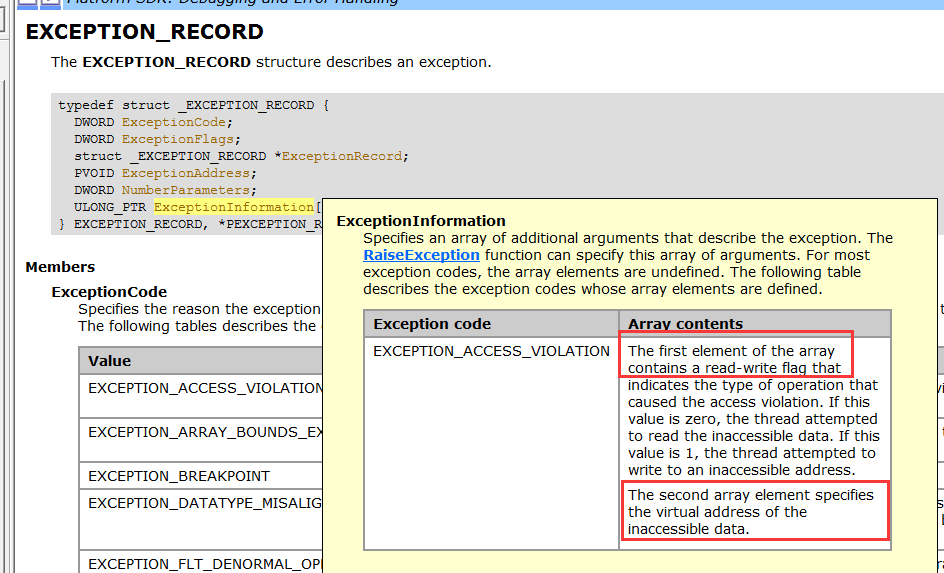 Platform SDK: Debugging and Error Handling
EXCEPTION_RECORD
The EXCEPTION_RECORD structure describes an exception.
typedef struct _EXCEPTION_RECORD {
DWORD ExceptionCode;
DWORD ExceptionFlags;
struct _EXCEPTION_RECORD *ExceptionRecord;
PVOID ExceptionAddress;
DWORD NumberParameters;
ULONG_PTR ExceptionInformation[
} EXCEPTION_RECORD, *PEXCEPTION_R
Members
ExceptionCode
Specifies the reason the exception
The following tables describes the
Value
EXCEPTION_ACCESS_VIOLATION
EXCEPTION_ARRAY_BOUNDS_EX
EXCEPTION_BREAKPOINT
EXCEPTION_DATATYPE_MISALIG
EXCEPTION_FLT_DENORMAL_OP
ExceptionInformation
Specifies an array of additional arguments that describe the exception. The
RaiseException function can specify this array of arguments. For most
exception codes, the array elements are undefined. The following table
describes the exception codes whose array elements are defined.
Exception code Array contents
EXCEPTION_ACCESS_VIOLATION The first element of the array
contains a read-write flag that
indicates the type of operation that
caused the access violation. If this
value is zero, the thread attempted
to read the inaccessible data. If this
value is 1, the thread attempted to
write to an inaccessible address.
The second array element specifies
the virtual address of the
inaccessible data.